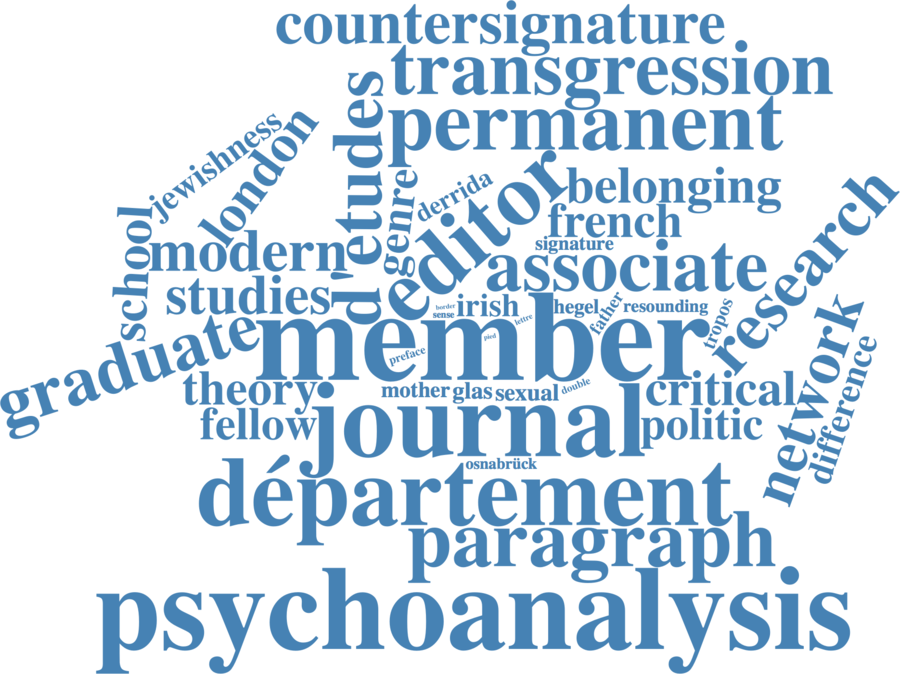 countersignature
transgression
permanent
d'etudes
jewishness
london
genre
derrida
editor
belonging
school
french
modern
signature
associate
research
studies
border
sense
irish
lettre
hegel
father
resounding
tropos
network
graduate
member
pied
preface
difference
theory
mother
glas
sexual
double
critical
fellow
journal
politic
osnabrück
département
paragraph
psychoanalysis